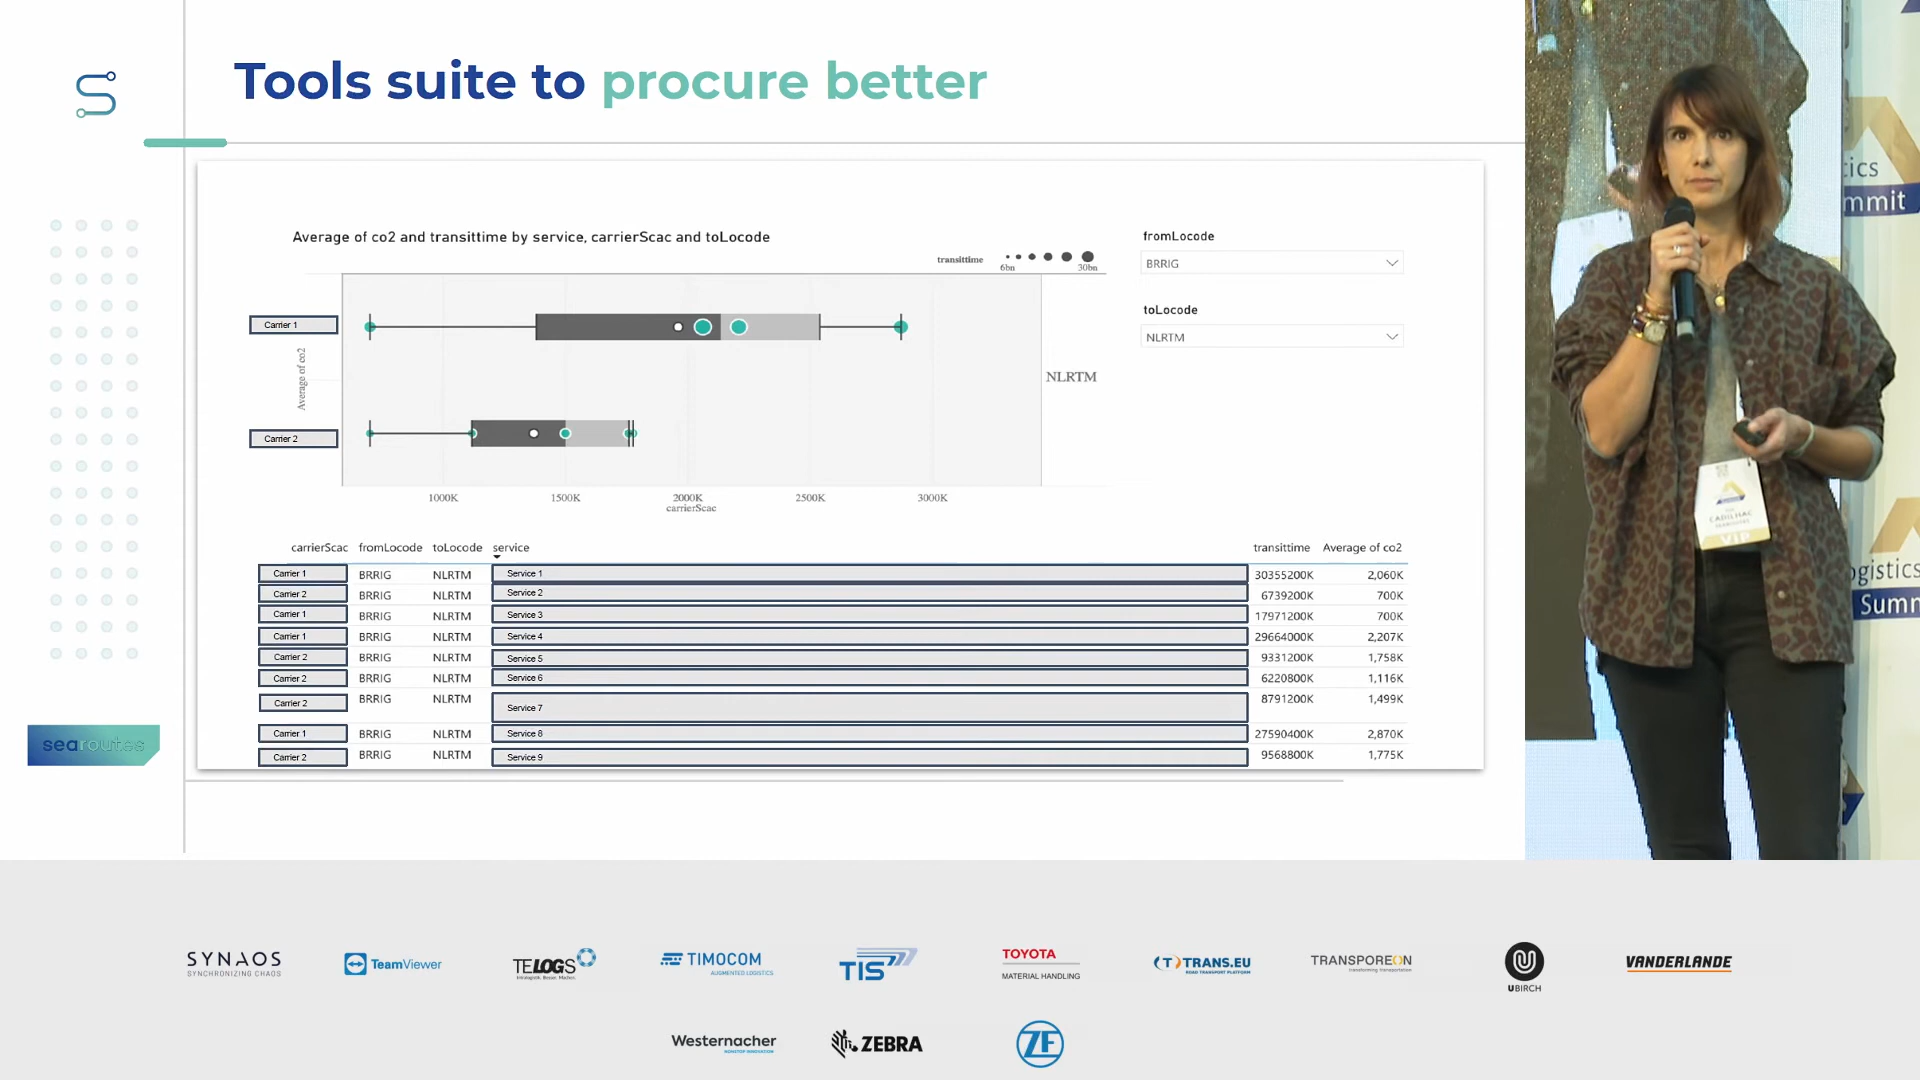 Tools suite to procure better
Average of co2 and transittime by service, carrierScac and toLocode
transittime
6bn
30bn
fromLocode
BRRIG
toLocode
NLRTM
Carrier 1
Carrier 2
Average of co2
NLRTM
1000K 1500K 2000K 2500K 3000K
carrierScac
carrierScac fromLocode toLocode service transittime Average of co2
Carrier 1 BRRIG NLRTM Service 1 30355200K 2,060K
Carrier 2 BRRIG NLRTM Service 2 6739200K 700K
Carrier 1 BRRIG NLRTM Service 3 17971200K 700K
Carrier 1 BRRIG NLRTM Service 4 29664000K 2,207K
Carrier 2 BRRIG NLRTM Service 5 9331200K 1,758K
Carrier 2 BRRIG NLRTM Service 6 6220800K 1,116K
Carrier 2 BRRIG NLRTM Service 7 8791200K 1,499K
Carrier 1 BRRIG NLRTM Service 8 27590400K 2,870K
Carrier 2 BRRIG NLRTM Service 9 9568800K 1,775K
searoutes
tics
mmit
CADILHAC
VIP
ogistics
Summ
SYNAOS
SYNCHRONIZING CHAOS
TeamViewer
TELOGS
TIMOCOM
AUGMENTED LOGISTICS
TIS
TOYOTA
MATERIAL HANDLING
TRANS.EU
ROAD TRANSPORT PLATFORM
TRANSPOREON
transforming transportation
UBIRCH
VANDERLANDE
Westernacher
NONSTOP INNOVATION
ZEBRA
ZF